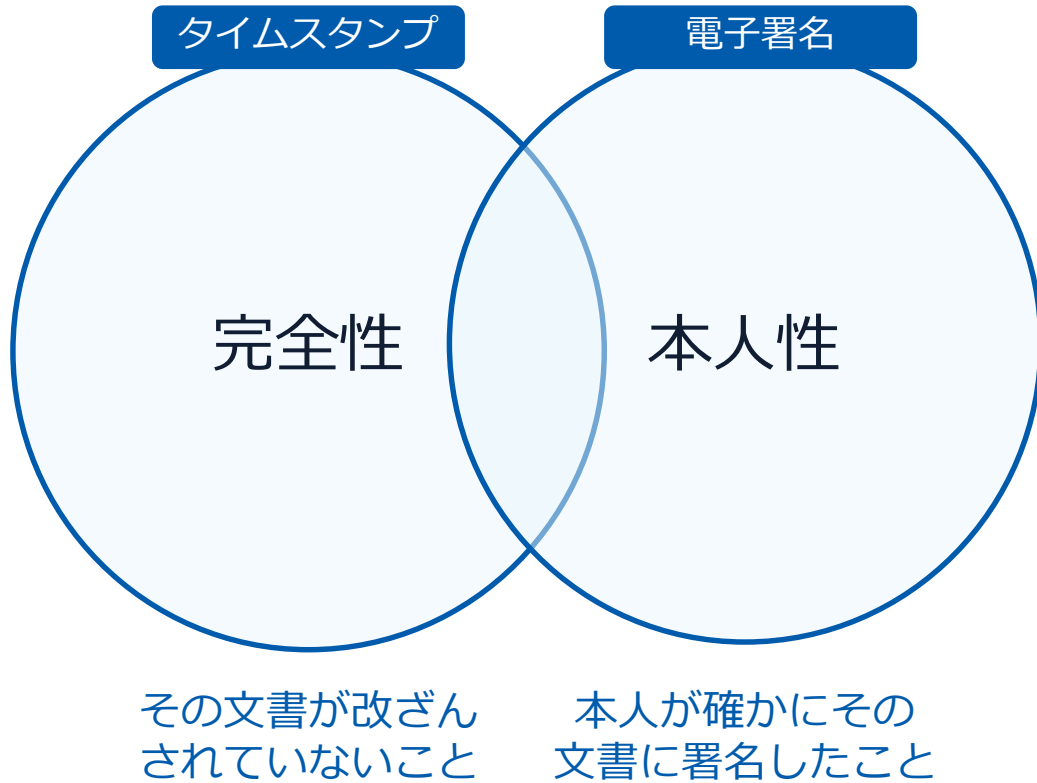 タイムスタンプ
電子署名
完全性
本人性
その文書が改ざん
されていないこと
本人が確かにその
文書に署名したこと